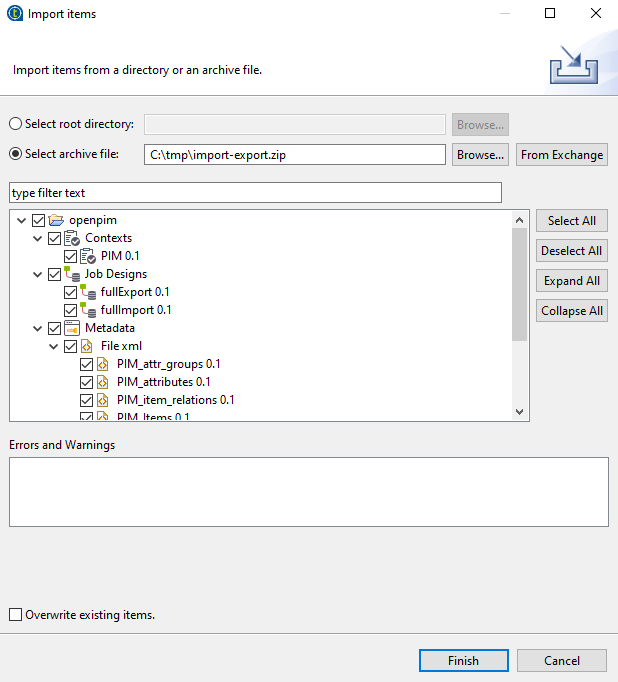 Import items
Import items from a directory or an archive file.
Select root directory:
Browse...
Select archive file:
C:\tmp\import-export.zip
Browse...
From Exchange
type filter text
openpim
Contexts
PIM 0.1
Job Designs
fullExport 0.1
fullImport 0.1
Metadata
File xml
PIM_attr_groups 0.1
PIM_attributes 0.1
PIM_item_relations 0.1
PIM_Items 0.1
Select All
Deselect All
Expand All
Collapse All
Errors and Warnings
Overwrite existing items.
Finish
Cancel